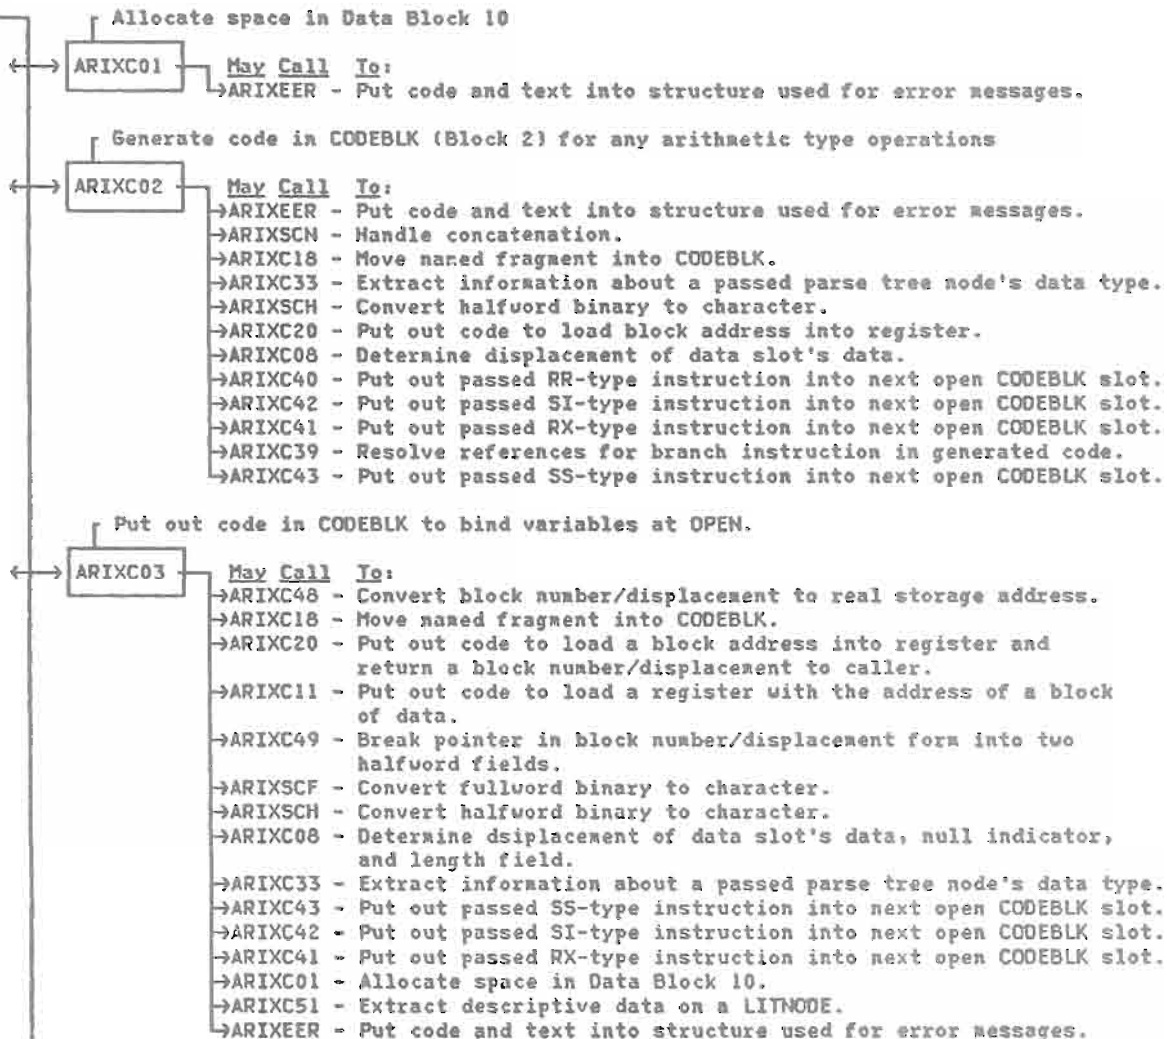 Allocate space in Data Block 10
ARIXC01
May Call To:
ARIXEER - Put code and text into structure used for error messages.
Generate code in CODEBLK (Block 2) for any arithmetic type operations
ARIXC02
May Call To:
ARIXEER - Put code and text into structure used for error messages.
ARIXSCN - Handle concatenation.
ARIXC18 - Move named fragment into CODEBLK.
ARIXC33 - Extract information about a passed parse tree node's data type.
ARIXSCH - Convert halfword binary to character.
ARIXC20 - Put out code to load block address into register.
ARIXC08 - Determine displacement of data slot's data.
ARIXC40 - Put out passed RR-type instruction into next open CODEBLK slot.
ARIXC42 - Put out passed SI-type instruction into next open CODEBLK slot.
ARIXC41 - Put out passed RX-type instruction into next open CODEBLK slot.
ARIXC39 - Resolve references for branch instruction in generated code.
ARIXC43 - Put out passed SS-type instruction into next open CODEBLK slot.
Put out code in CODEBLK to bind variables at OPEN.
ARIXC03
May Call To:
ARIXC48 - Convert block number/displacement to real storage address.
ARIXC18 - Move named fragment into CODEBLK.
ARIXC20 - Put out code to load a block address into register and
return a block number/displacement to caller.
ARIXC11 - Put out code to load a register with the address of a block
of data.
ARIXC49 - Break pointer in block number/displacement form into two
halfword fields.
ARIXSCF - Convert fullword binary to character.
ARIXSCH - Convert halfword binary to character.
ARIXC08 - Determine dsiplacement of data slot's data, null indicator,
and length field.
ARIXC33 - Extract information about a passed parse tree node's data type.
ARIXC43 - Put out passed SS-type instruction into next open CODEBLK slot.
ARIXC42 - Put out passed SI-type instruction into next open CODEBLK slot.
ARIXC41 - Put out passed RX-type instruction into next open CODEBLK slot.
ARIXC01 - Allocate space in Data Block 10.
ARIXC51 - Extract descriptive data on a LITNODE.
ARIXEER - Put code and text into structure used for error messages.